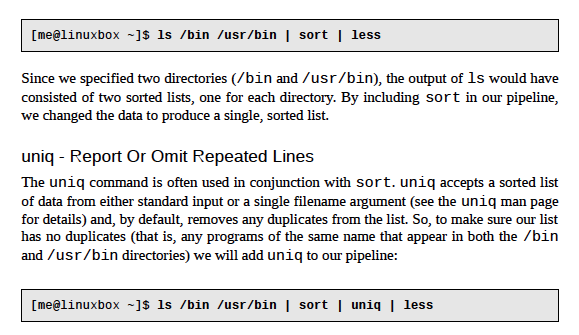 [me@linuxbox ~]$ ls /bin /usr/bin | sort | less
Since we specified two directories (/bin and /usr/bin), the output of ls would have
consisted of two sorted lists, one for each directory. By including sort in our pipeline,
we changed the data to produce a single, sorted list.
uniq - Report Or Omit Repeated Lines
The uniq command is often used in conjunction with sort. uniq accepts a sorted list
of data from either standard input or a single filename argument (see the uniq man page
for details) and, by default, removes any duplicates from the list. So, to make sure our list
has no duplicates (that is, any programs of the same name that appear in both the /bin
and /usr/bin directories) we will add uniq to our pipeline:
[me@linuxbox ~]$ ls /bin /usr/bin | sort | uniq | less